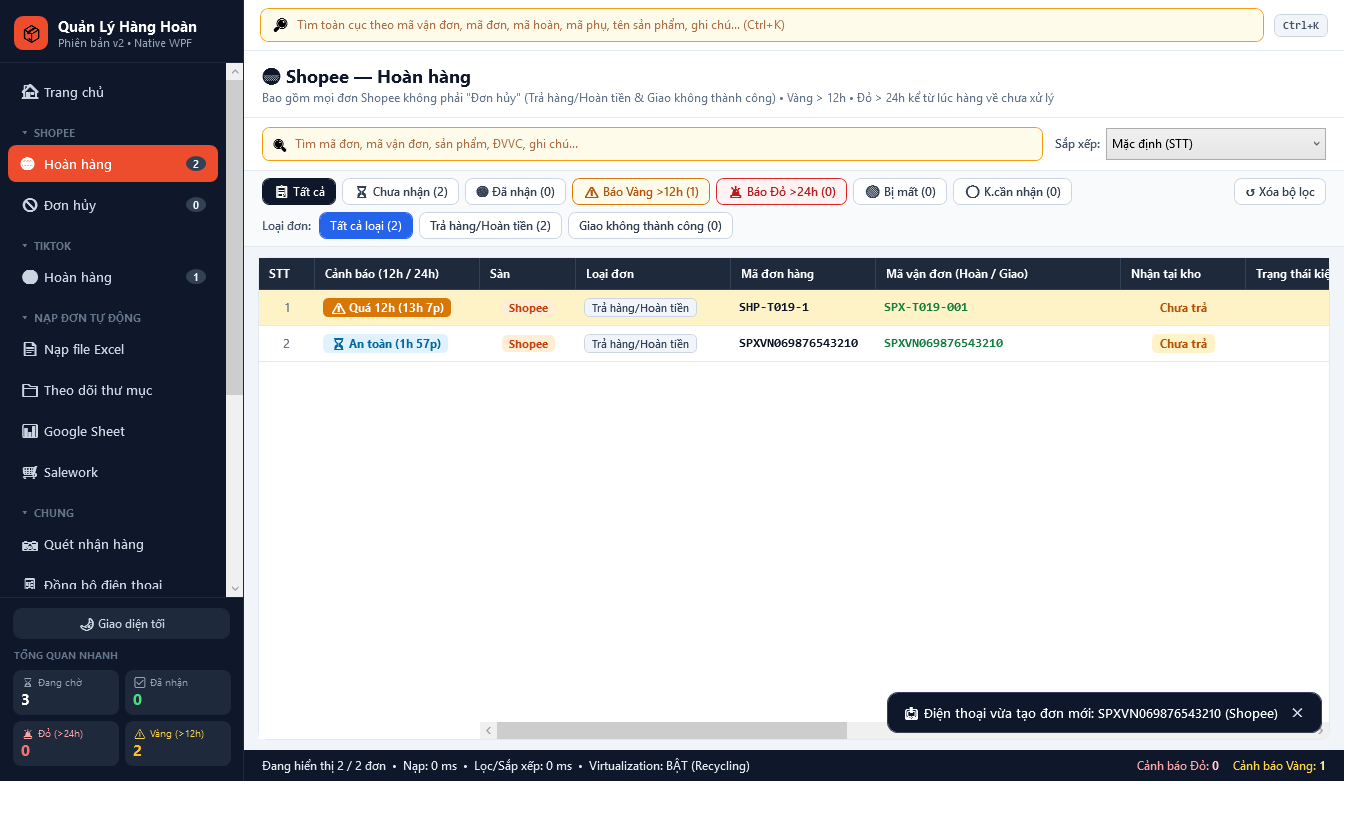 Quản Lý Hàng Hoàn
Phiên bản v2 • Native WPF
Trang chủ
SHOPEE
Hoàn hàng 2
Đơn hủy 0
TIKTOK
Hoàn hàng 1
NẠP ĐƠN TỰ ĐỘNG
Nạp file Excel
Theo dõi thư mục
Google Sheet
Salework
CHUNG
Quét nhận hàng
Đồng bộ điện thoại
Giao diện tối
TỔNG QUAN NHANH
Đang chờ
3
Đã nhận
0
Đỏ (>24h)
0
Vàng (>12h)
2
Tìm toàn cục theo mã vận đơn, mã đơn, mã hoàn, mã phụ, tên sản phẩm, ghi chú... (Ctrl+K)
Ctrl+K
Shopee — Hoàn hàng
Bao gồm mọi đơn Shopee không phải "Đơn hủy" (Trả hàng/Hoàn tiền & Giao không thành công) • Vàng > 12h • Đỏ > 24h kể từ lúc hàng về chưa xử lý
Tìm mã đơn, mã vận đơn, sản phẩm, ĐVVC, ghi chú...
Sắp xếp: Mặc định (STT)
Tất cả
Chưa nhận (2)
Đã nhận (0)
Báo Vàng >12h (1)
Báo Đỏ >24h (0)
Bị mất (0)
K.cần nhận (0)
↺ Xóa bộ lọc
Loại đơn: Tất cả loại (2) Trả hàng/Hoàn tiền (2) Giao không thành công (0)
STT Cảnh báo (12h / 24h) Sàn Loại đơn Mã đơn hàng Mã vận đơn (Hoàn / Giao) Nhận tại kho Trạng thái kiệ
1 Quá 12h (13h 7p) Shopee Trả hàng/Hoàn tiền SHP-T019-1 SPX-T019-001 Chưa trả
2 An toàn (1h 57p) Shopee Trả hàng/Hoàn tiền SPXVN069876543210 SPXVN069876543210 Chưa trả
Điện thoại vừa tạo đơn mới: SPXVN069876543210 (Shopee)
Đang hiển thị 2 / 2 đơn • Nạp: 0 ms • Lọc/Sắp xếp: 0 ms • Virtualization: BẬT (Recycling)
Cảnh báo Đỏ: 0 Cảnh báo Vàng: 1